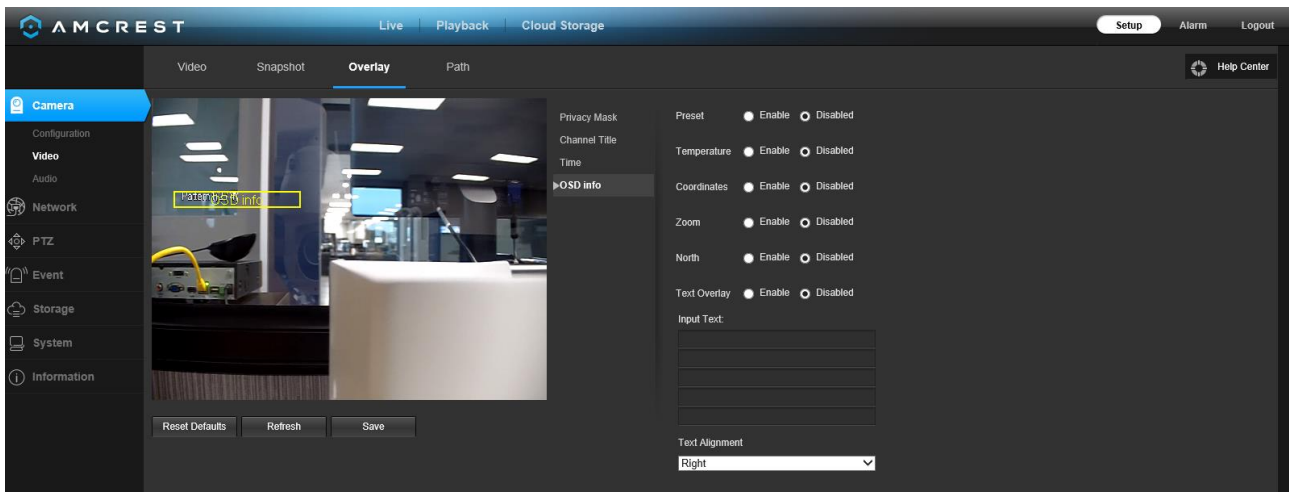 AMCREST
Live Playback Cloud Storage
Setup Alarm Logout
Video Snapshot Overlay Path
Help Center
Camera
Configuration
Video
Audio
Network
PTZ
Event
Storage
System
Information
OSD info
Reset Defaults Refresh Save
Privacy Mask
Channel Title
Time
OSD info
Preset Enable Disabled
Temperature Enable Disabled
Coordinates Enable Disabled
Zoom Enable Disabled
North Enable Disabled
Text Overlay Enable Disabled
Input Text:
Text Alignment
Right